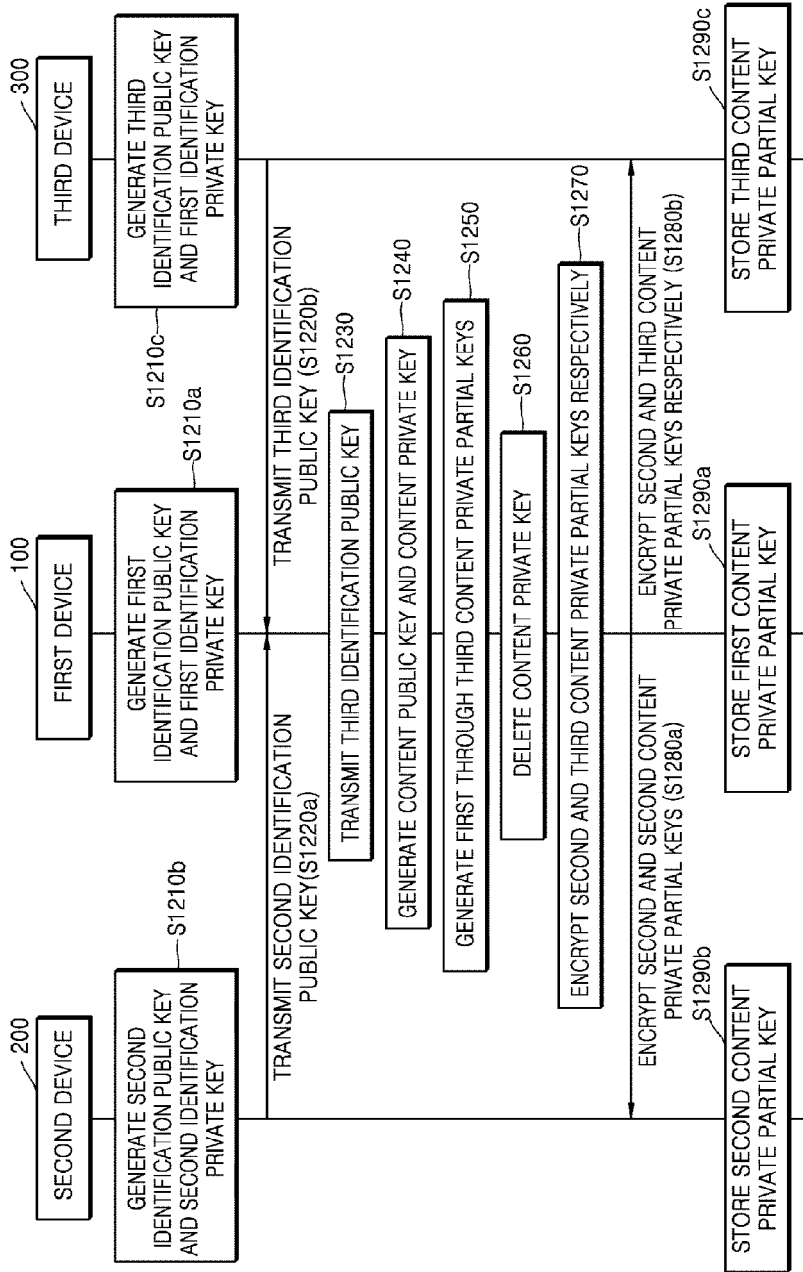 200
SECOND DEVICE
100
FIRST DEVICE
300
THIRD DEVICE
S1210b
GENERATE SECOND
IDENTIFICATION PUBLIC KEY
AND SECOND IDENTIFICATION
PRIVATE KEY
S1210a
GENERATE FIRST
IDENTIFICATION PUBLIC KEY
AND FIRST IDENTIFICATION
PRIVATE KEY
S1210c
GENERATE THIRD
IDENTIFICATION PUBLIC KEY
AND FIRST IDENTIFICATION
PRIVATE KEY
TRANSMIT SECOND IDENTIFICATION
PUBLIC KEY(S1220a)
TRANSMIT THIRD IDENTIFICATION
PUBLIC KEY (S1220b)
TRANSMIT THIRD IDENTIFICATION PUBLIC KEY
S1230
GENERATE CONTENT PUBLIC KEY AND CONTENT PRIVATE KEY
S1240
GENERATE FIRST THROUGH THIRD CONTENT PRIVATE PARTIAL KEYS
S1250
DELETE CONTENT PRIVATE KEY
S1260
ENCRYPT SECOND AND THIRD CONTENT PRIVATE PARTIAL KEYS RESPECTIVELY
S1270
ENCRYPT SECOND AND SECOND CONTENT
PRIVATE PARTIAL KEYS (S1280a)
ENCRYPT SECOND AND THIRD CONTENT
PRIVATE PARTIAL KEYS RESPECTIVELY (S1280b)
S1290b
STORE SECOND CONTENT
PRIVATE PARTIAL KEY
S1290a
STORE FIRST CONTENT
PRIVATE PARTIAL KEY
S1290c
STORE THIRD CONTENT
PRIVATE PARTIAL KEY